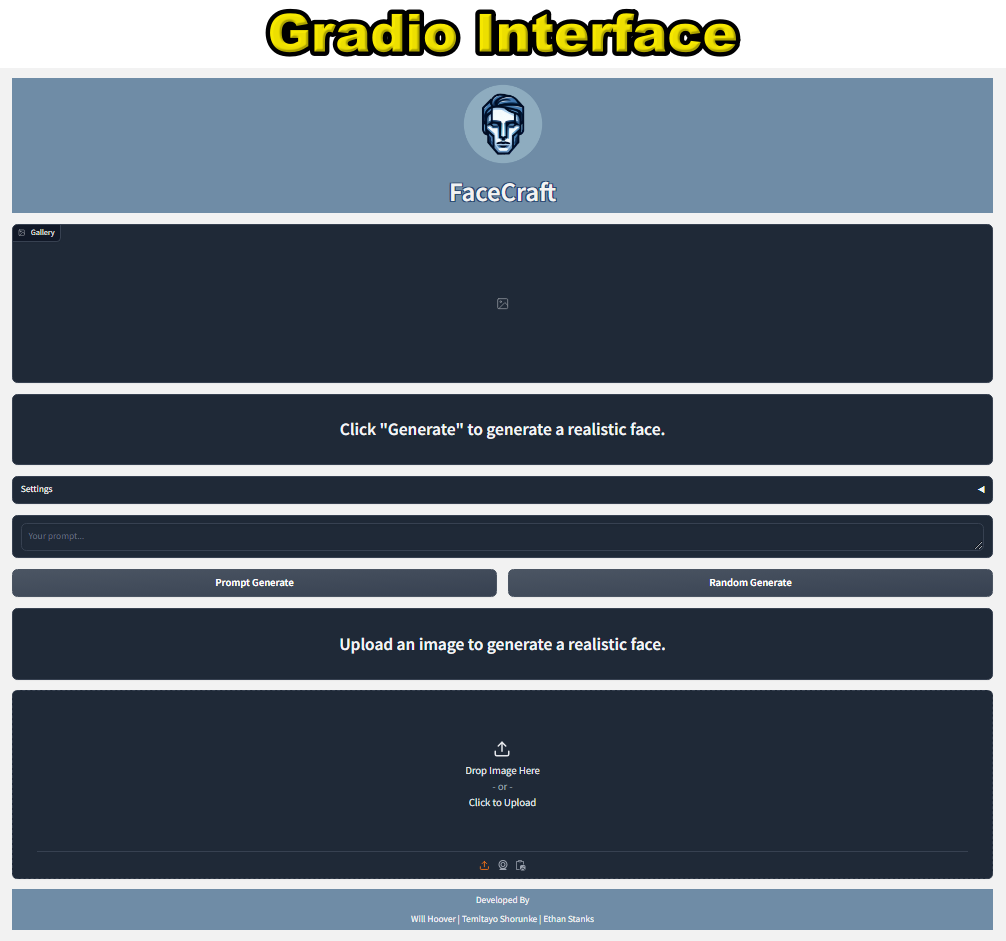 Gradio Interface
FaceCraft
Gallery
Click "Generate" to generate a realistic face.
Settings
Your prompt...
Prompt Generate
Random Generate
Upload an image to generate a realistic face.
Drop Image Here
- or -
Click to Upload
Developed By
Will Hoover | Temitayo Shorunke | Ethan Stanks